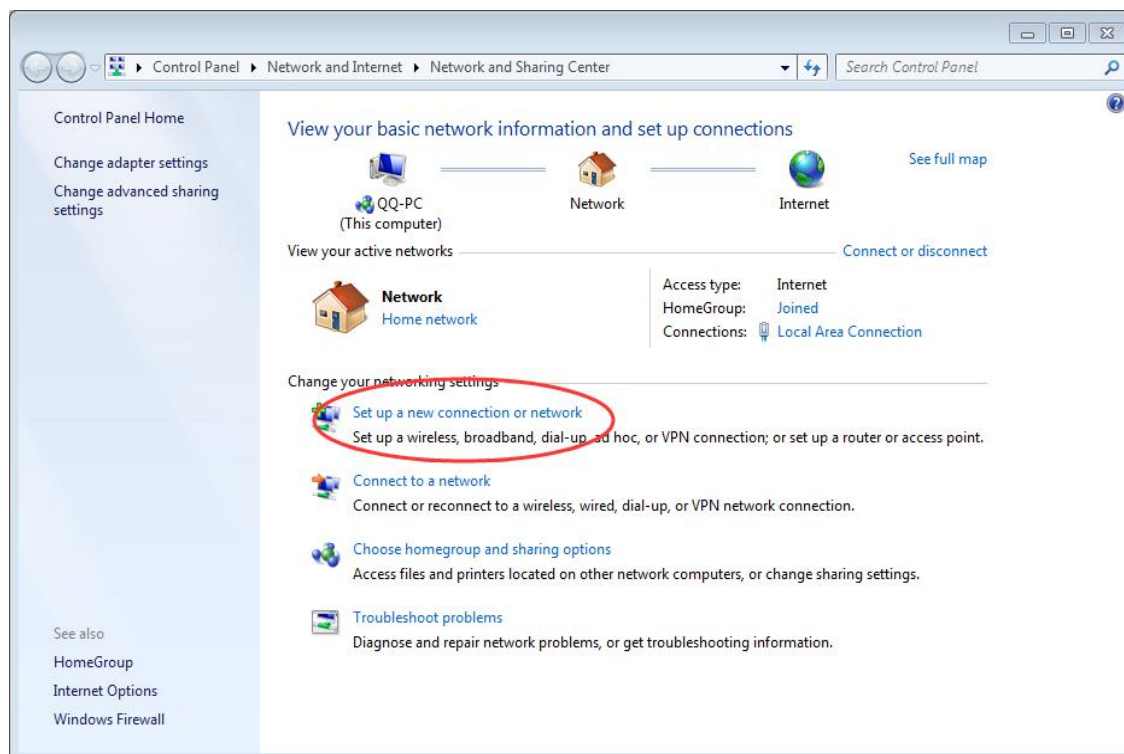 Control Panel Network and Internet Network and Sharing Center
Search Control Panel
Control Panel Home
Change adapter settings
Change advanced sharing
settings
View your basic network information and set up connections
See full map
QQ-PC
(This computer)
Network
Internet
View your active networks
Connect or disconnect
Network
Home network
Access type: Internet
HomeGroup: Joined
Connections: Local Area Connection
Change your networking settings
Set up a new connection or network
Set up a wireless, broadband, dial-up, ad hoc, or VPN connection; or set up a router or access point.
Connect to a network
Connect or reconnect to a wireless, wired, dial-up, or VPN network connection.
Choose homegroup and sharing options
Access files and printers located on other network computers, or change sharing settings.
Troubleshoot problems
Diagnose and repair network problems, or get troubleshooting information.
See also
HomeGroup
Internet Options
Windows Firewall